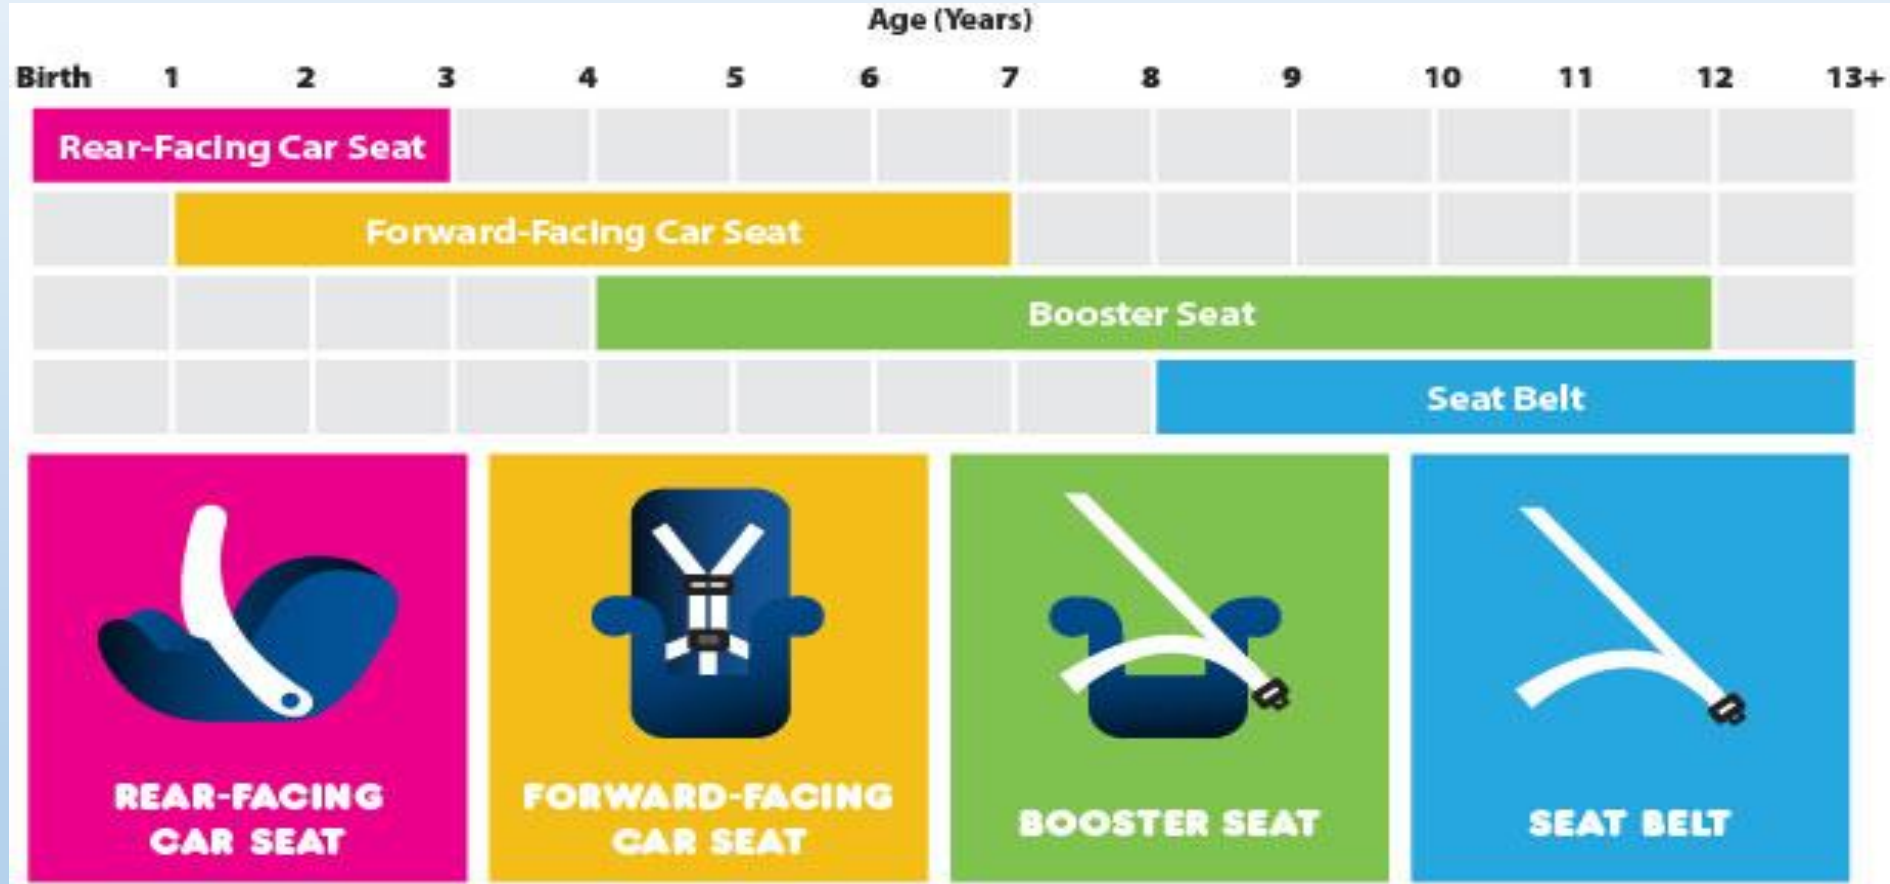 Age (Years)
Birth 1 2 3 4 5 6 7 8 9 10 11 12 13+
Rear-Facing Car Seat
Forward-Facing Car Seat
Booster Seat
Seat Belt
REAR-FACING
CAR SEAT
FORWARD-FACING
CAR SEAT
BOOSTER SEAT
SEAT BELT